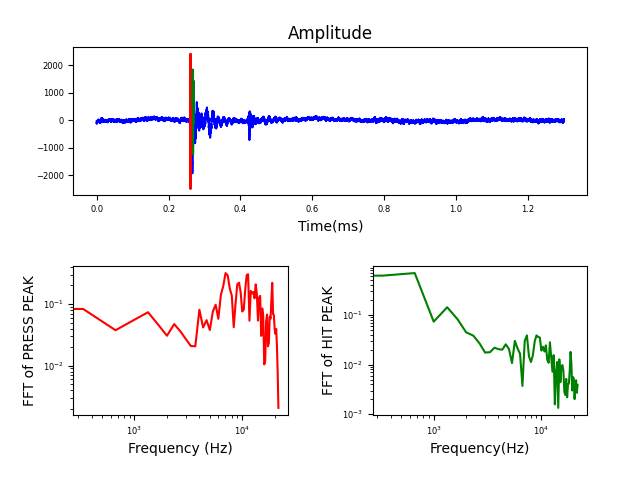 Amplitude
2000
1000
0
−1000
−2000
0.0 0.2 0.4 0.6 0.8 1.0 1.2
Time(ms)
FFT of PRESS PEAK
10⁻¹
10⁻²
10³ 10⁴
Frequency (Hz)
FFT of HIT PEAK
10⁻¹
10⁻²
10⁻³
10³ 10⁴
Frequency(Hz)